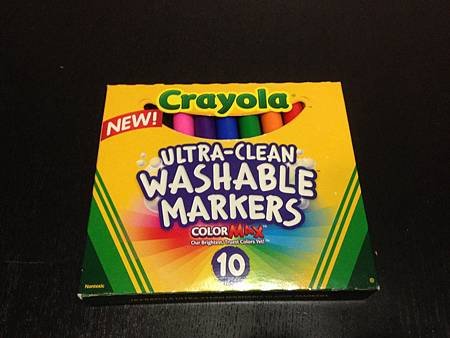 Crayola
NEW!
ULTRA-CLEAN
WASHABLE
MARKERS
COLOR MAX
Our Brightest, Truest Colors Yet!
10
Nontoxic